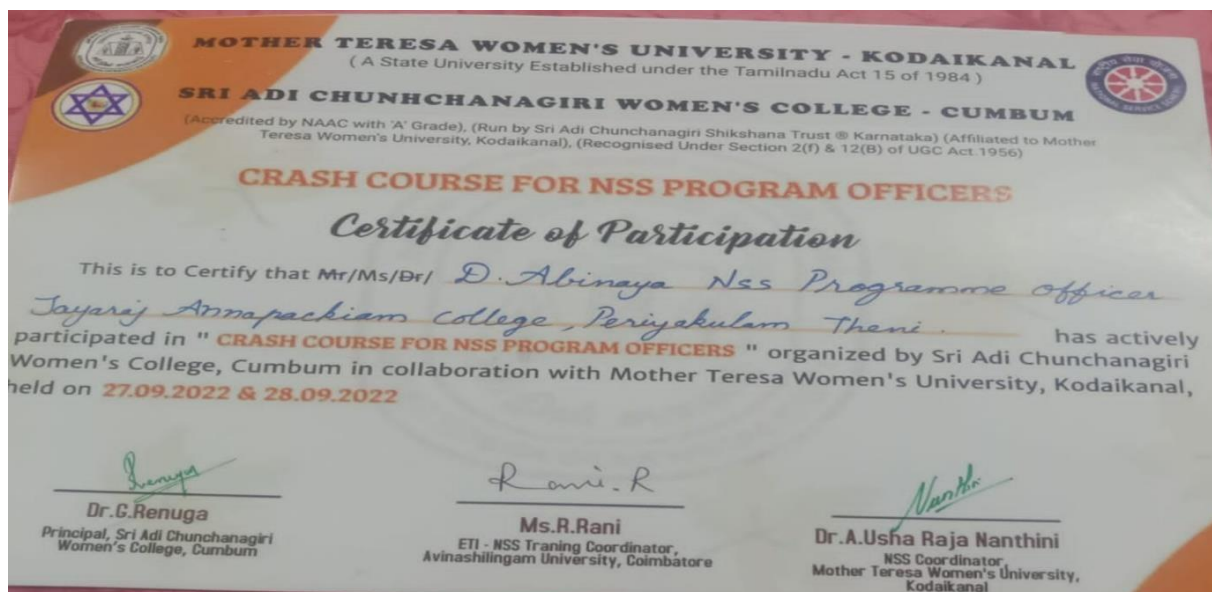 MOTHER TERESA WOMEN'S UNIVERSITY - KODAIKANAL
( A State University Established under the Tamilnadu Act 15 of 1984 )
SRI ADI CHUNHCHANAGIRI WOMEN'S COLLEGE - CUMBUM
(Accredited by NAAC with 'A' Grade), (Run by Sri Adi Chunchanagiri Shikshana Trust ® Karnataka) (Affiliated to Mother
Teresa Women's University, Kodaikanal), (Recognised Under Section 2(f) & 12(B) of UGC Act.1956)
CRASH COURSE FOR NSS PROGRAM OFFICERS
Certificate of Participation
This is to Certify that Mr/Ms/Dr/ D. Abinaya Nss Programme officer
Jayaraj Annapackiam college, Periyakulam Theni. has actively
participated in " CRASH COURSE FOR NSS PROGRAM OFFICERS " organized by Sri Adi Chunchanagiri
Women's College, Cumbum in collaboration with Mother Teresa Women's University, Kodaikanal,
held on 27.09.2022 & 28.09.2022
Renuga
Rani.R
Dr.G.Renuga
Principal, Sri Adi Chunchanagiri
Women's College, Cumbum
Ms.R.Rani
ETI - NSS Traning Coordinator,
Avinashilingam University, Coimbatore
Dr.A.Usha Raja Nanthini
NSS Coordinator,
Mother Teresa Women's University,
Kodaikanal